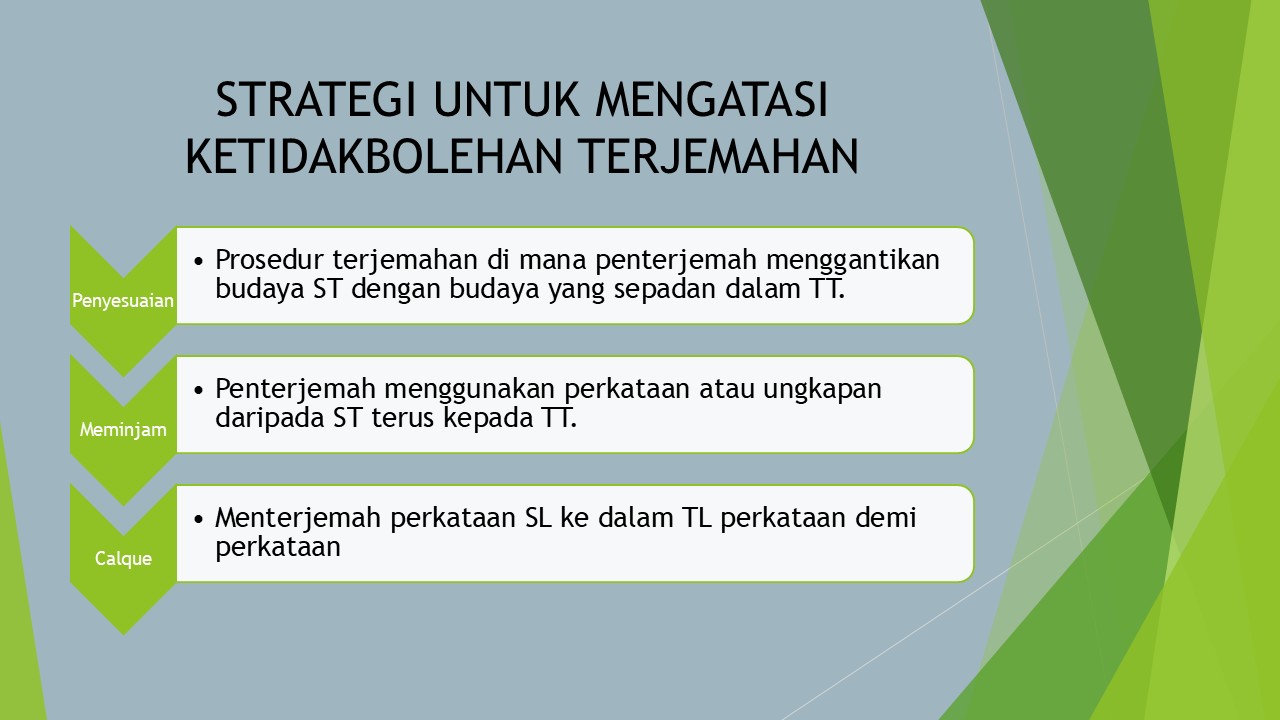 STRATEGI UNTUK MENGATASI
KETIDAKBOLEHAN TERJEMAHAN
Penyesuaian
• Prosedur terjemahan di mana penterjemah menggantikan
budaya ST dengan budaya yang sepadan dalam TT.
Meminjam
• Penterjemah menggunakan perkataan atau ungkapan
daripada ST terus kepada TT.
Calque
• Menterjemah perkataan SL ke dalam TL perkataan demi
perkataan